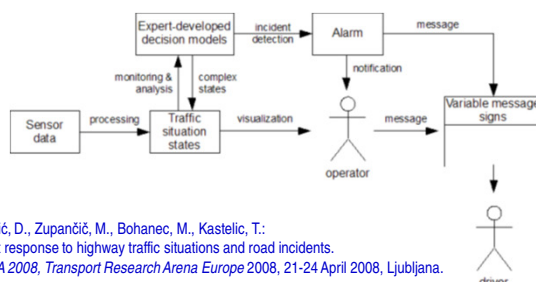 Expert-developed
decision models
incident
detection
Alarm
message
monitoring &
analysis
complex
states
notification
Sensor
data
processing
Traffic
situation
states
visualization
operator
message
Variable message
signs
ić, D., Zupančič, M., Bohanec, M., Kastelic, T.:
response to highway traffic situations and road incidents.
A 2008, Transport Research Arena Europe 2008, 21-24 April 2008, Ljubljana.
driver